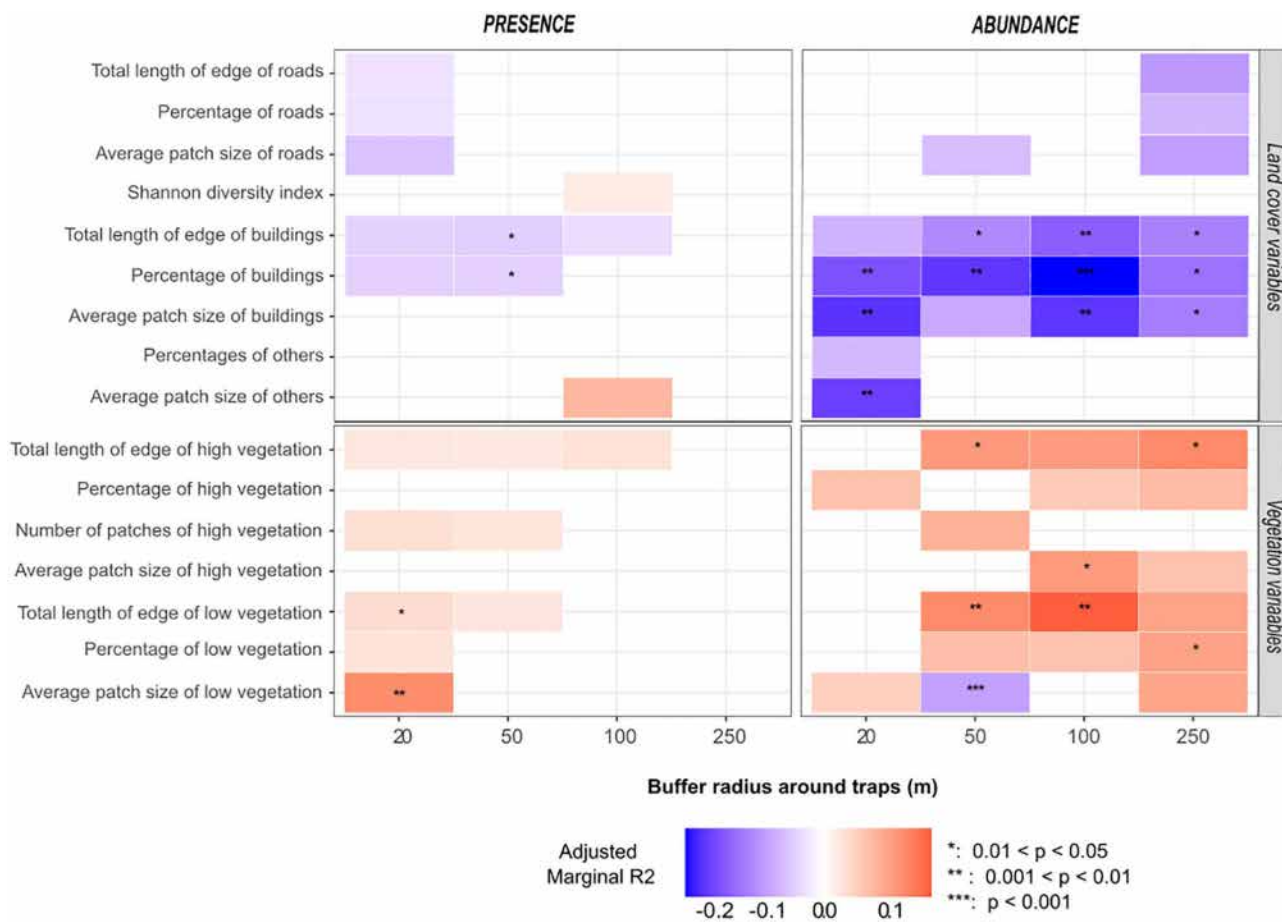 PRESENCE
ABUNDANCE
Total length of edge of roads
Percentage of roads
Average patch size of roads
Shannon diversity index
Total length of edge of buildings
*
*
**
*
Percentage of buildings
*
**
**
***
*
Average patch size of buildings
**
**
*
Percentages of others
Average patch size of others
**
Land cover variables
Total length of edge of high vegetation
*
*
Percentage of high vegetation
Number of patches of high vegetation
Average patch size of high vegetation
*
Total length of edge of low vegetation
*
**
**
Percentage of low vegetation
*
Average patch size of low vegetation
**
***
Vegetation vanaables
20
50
100
250
20
50
100
250
Buffer radius around traps (m)
Adjusted
Marginal R2
-0.2
-0.1
0.0
0.1
*: 0.01 < p < 0.05
** : 0.001 < p < 0.01
***: p < 0.001